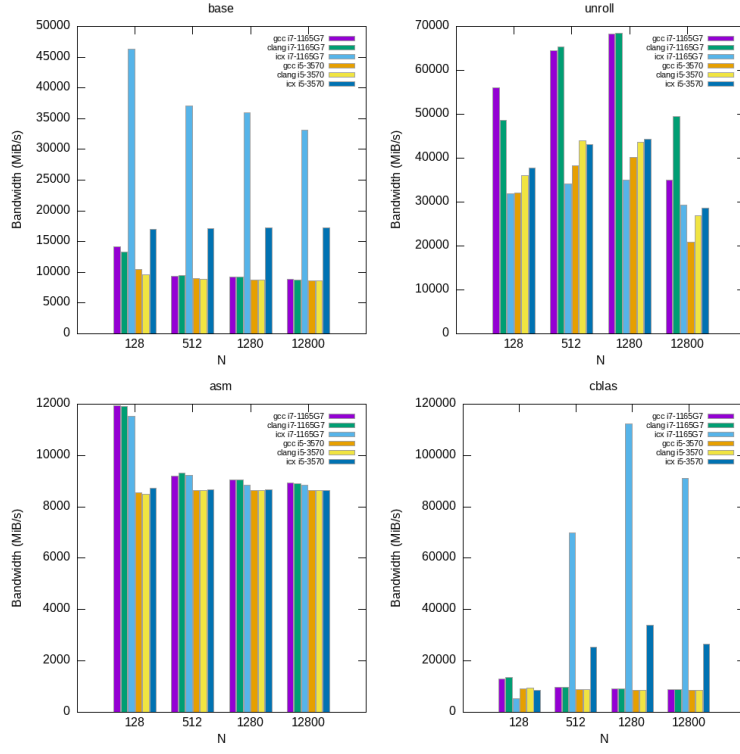 base
50000
45000
40000
35000
30000
25000
20000
15000
10000
5000
0
Bandwidth (MiB/s)
gcc i7-1165G7
clang i7-1165G7
icx i7-1165G7
gcc i5-3570
clang i5-3570
icx i5-3570
128 512 1280 12800
N
unroll
70000
60000
50000
40000
30000
20000
10000
0
Bandwidth (MiB/s)
gcc i7-1165G7
clang i7-1165G7
icx i7-1165G7
gcc i5-3570
clang i5-3570
icx i5-3570
128 512 1280 12800
N
asm
12000
10000
8000
6000
4000
2000
0
Bandwidth (MiB/s)
gcc i7-1165G7
clang i7-1165G7
icx i7-1165G7
gcc i5-3570
clang i5-3570
icx i5-3570
128 512 1280 12800
N
cblas
120000
100000
80000
60000
40000
20000
0
Bandwidth (MiB/s)
gcc i7-1165G7
clang i7-1165G7
icx i7-1165G7
gcc i5-3570
clang i5-3570
icx i5-3570
128 512 1280 12800
N